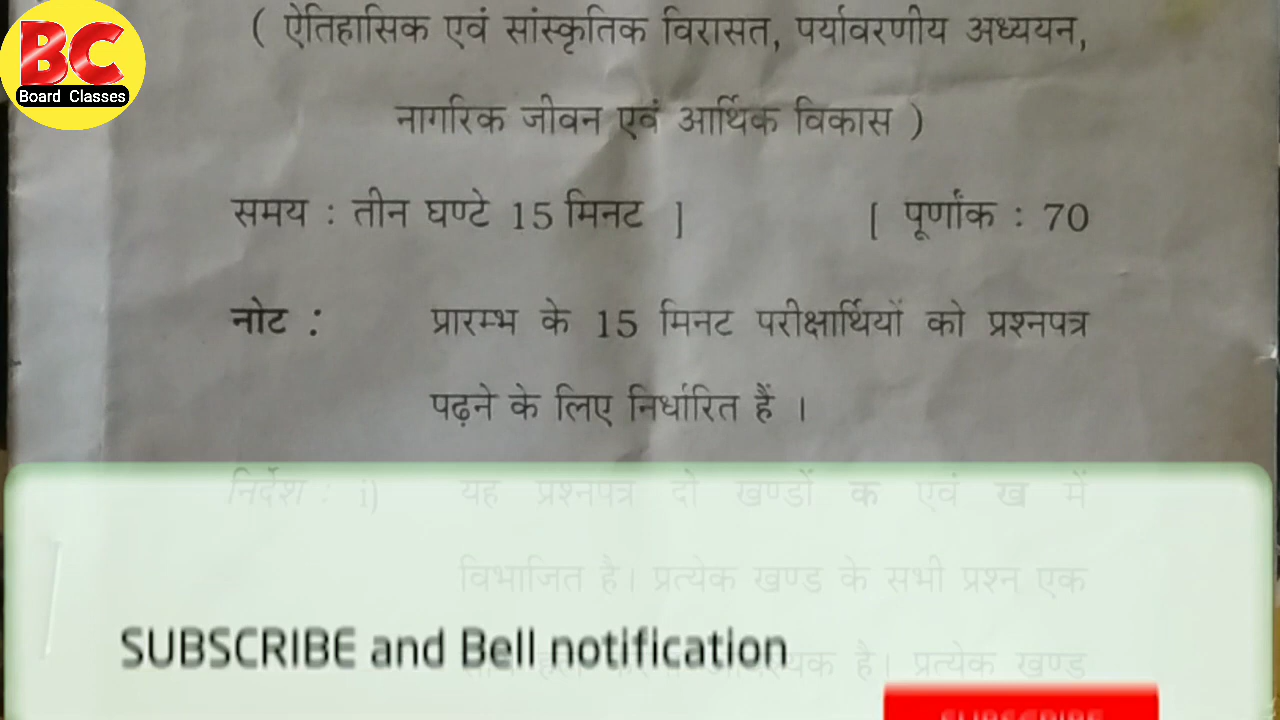 BC
Board Classes
( ऐतिहासिक एवं सांस्कृतिक विरासत, पर्यावरणीय अध्ययन,
नागरिक जीवन एवं आर्थिक विकास )
समय : तीन घण्टे 15 मिनट ] [ पूर्णांक : 70
नोट : प्रारम्भ के 15 मिनट परीक्षार्थियों को प्रश्नपत्र
पढ़ने के लिए निर्धारित हैं ।
निर्देश : i) यह प्रश्नपत्र दो खण्डों क एवं ख में
विभाजित है। प्रत्येक खण्ड के सभी प्रश्न एक
है। प्रत्येक खण्ड
SUBSCRIBE and Bell notification